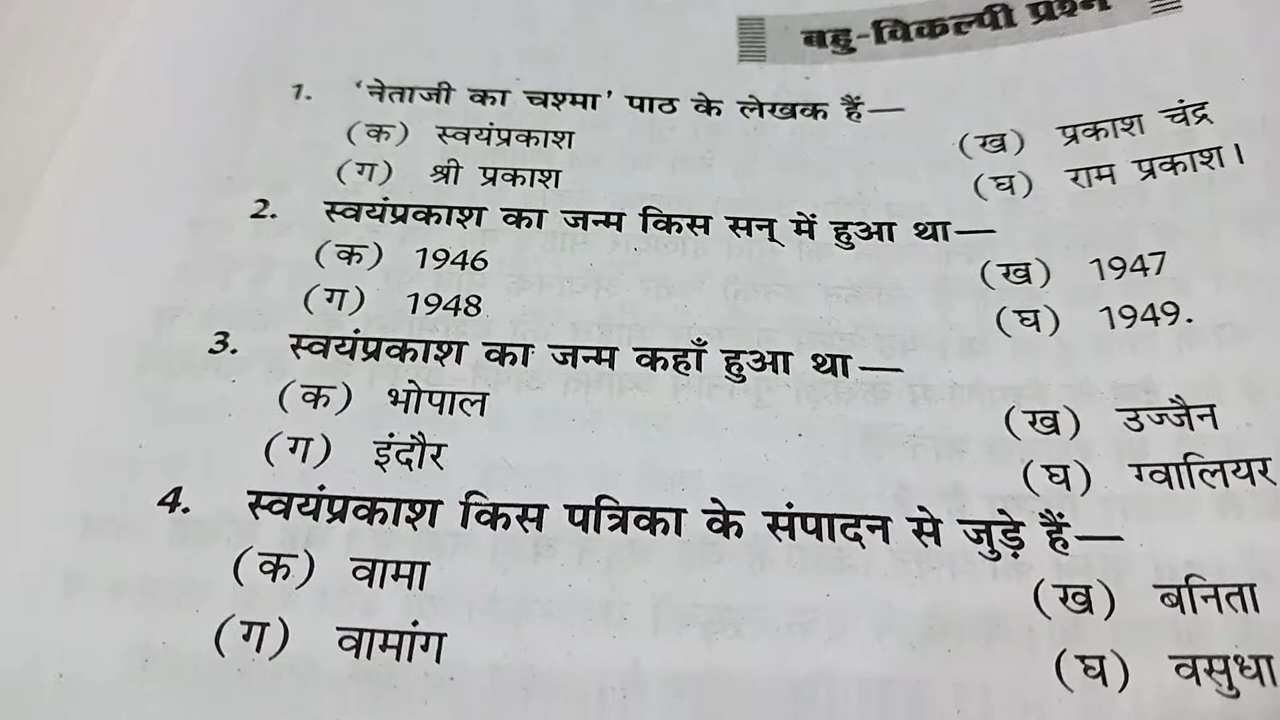 बहु-विकल्पी प्रश्न
1. 'नेताजी का चश्मा' पाठ के लेखक हैं—
(क) स्वयंप्रकाश (ख) प्रकाश चंद्र
(ग) श्री प्रकाश (घ) राम प्रकाश।
2. स्वयंप्रकाश का जन्म किस सन् में हुआ था—
(क) 1946 (ख) 1947
(ग) 1948 (घ) 1949.
3. स्वयंप्रकाश का जन्म कहाँ हुआ था—
(क) भोपाल (ख) उज्जैन
(ग) इंदौर (घ) ग्वालियर
4. स्वयंप्रकाश किस पत्रिका के संपादन से जुड़े हैं—
(क) वामा (ख) बनिता
(ग) वामांग (घ) वसुधा